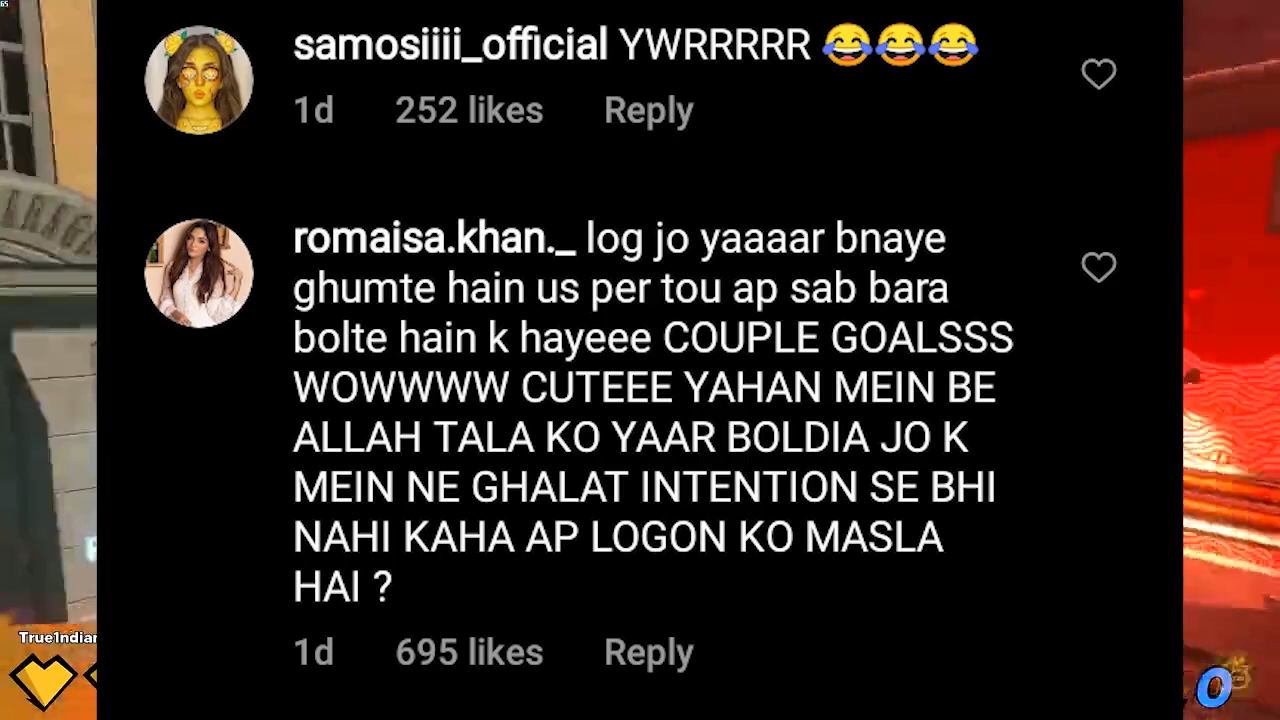 65
samosiiii_official YWRRRRR 😂😂😂
1d 252 likes Reply
romaisa.khan._ log jo yaaaar bnaye
ghumte hain us per tou ap sab bara
bolte hain k hayeee COUPLE GOALSSS
WOWWWW CUTEEE YAHAN MEIN BE
ALLAH TALA KO YAAR BOLDIA JO K
MEIN NE GHALAT INTENTION SE BHI
NAHI KAHA AP LOGON KO MASLA
HAI ?
1d 695 likes Reply
True1ndian
0